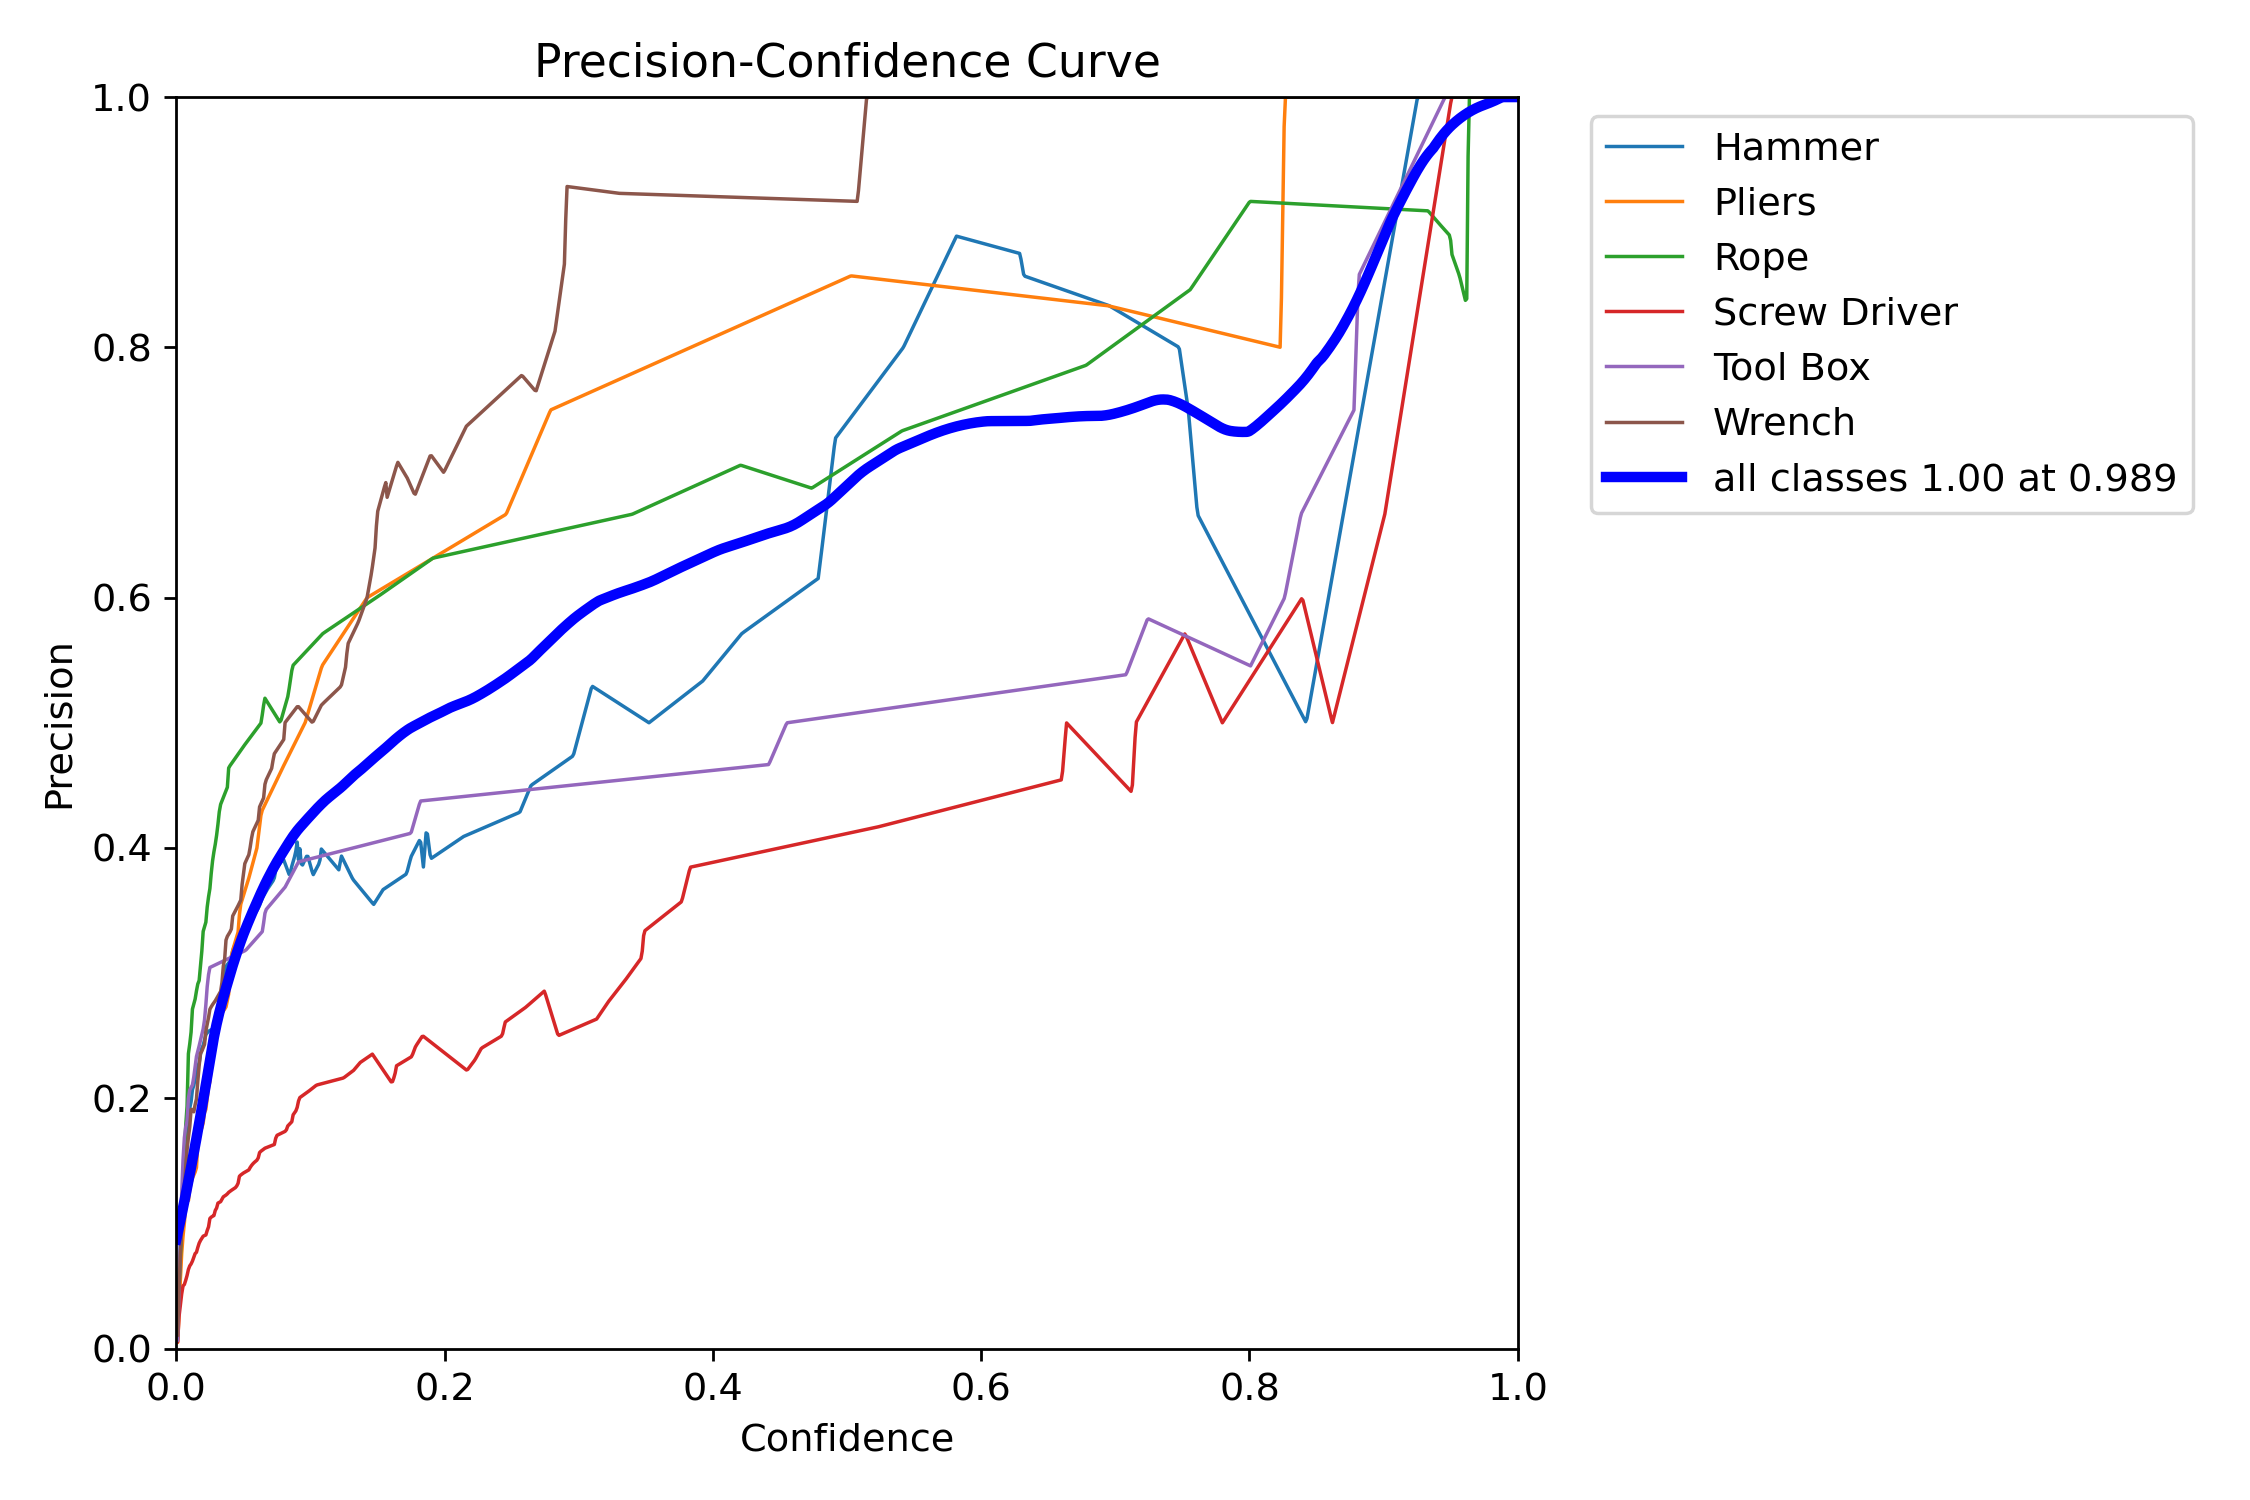 Precision-Confidence Curve
1.0
0.8
0.6
0.4
0.2
0.0
Precision
0.0 0.2 0.4 0.6 0.8 1.0
Confidence
Hammer
Pliers
Rope
Screw Driver
Tool Box
Wrench
all classes 1.00 at 0.989